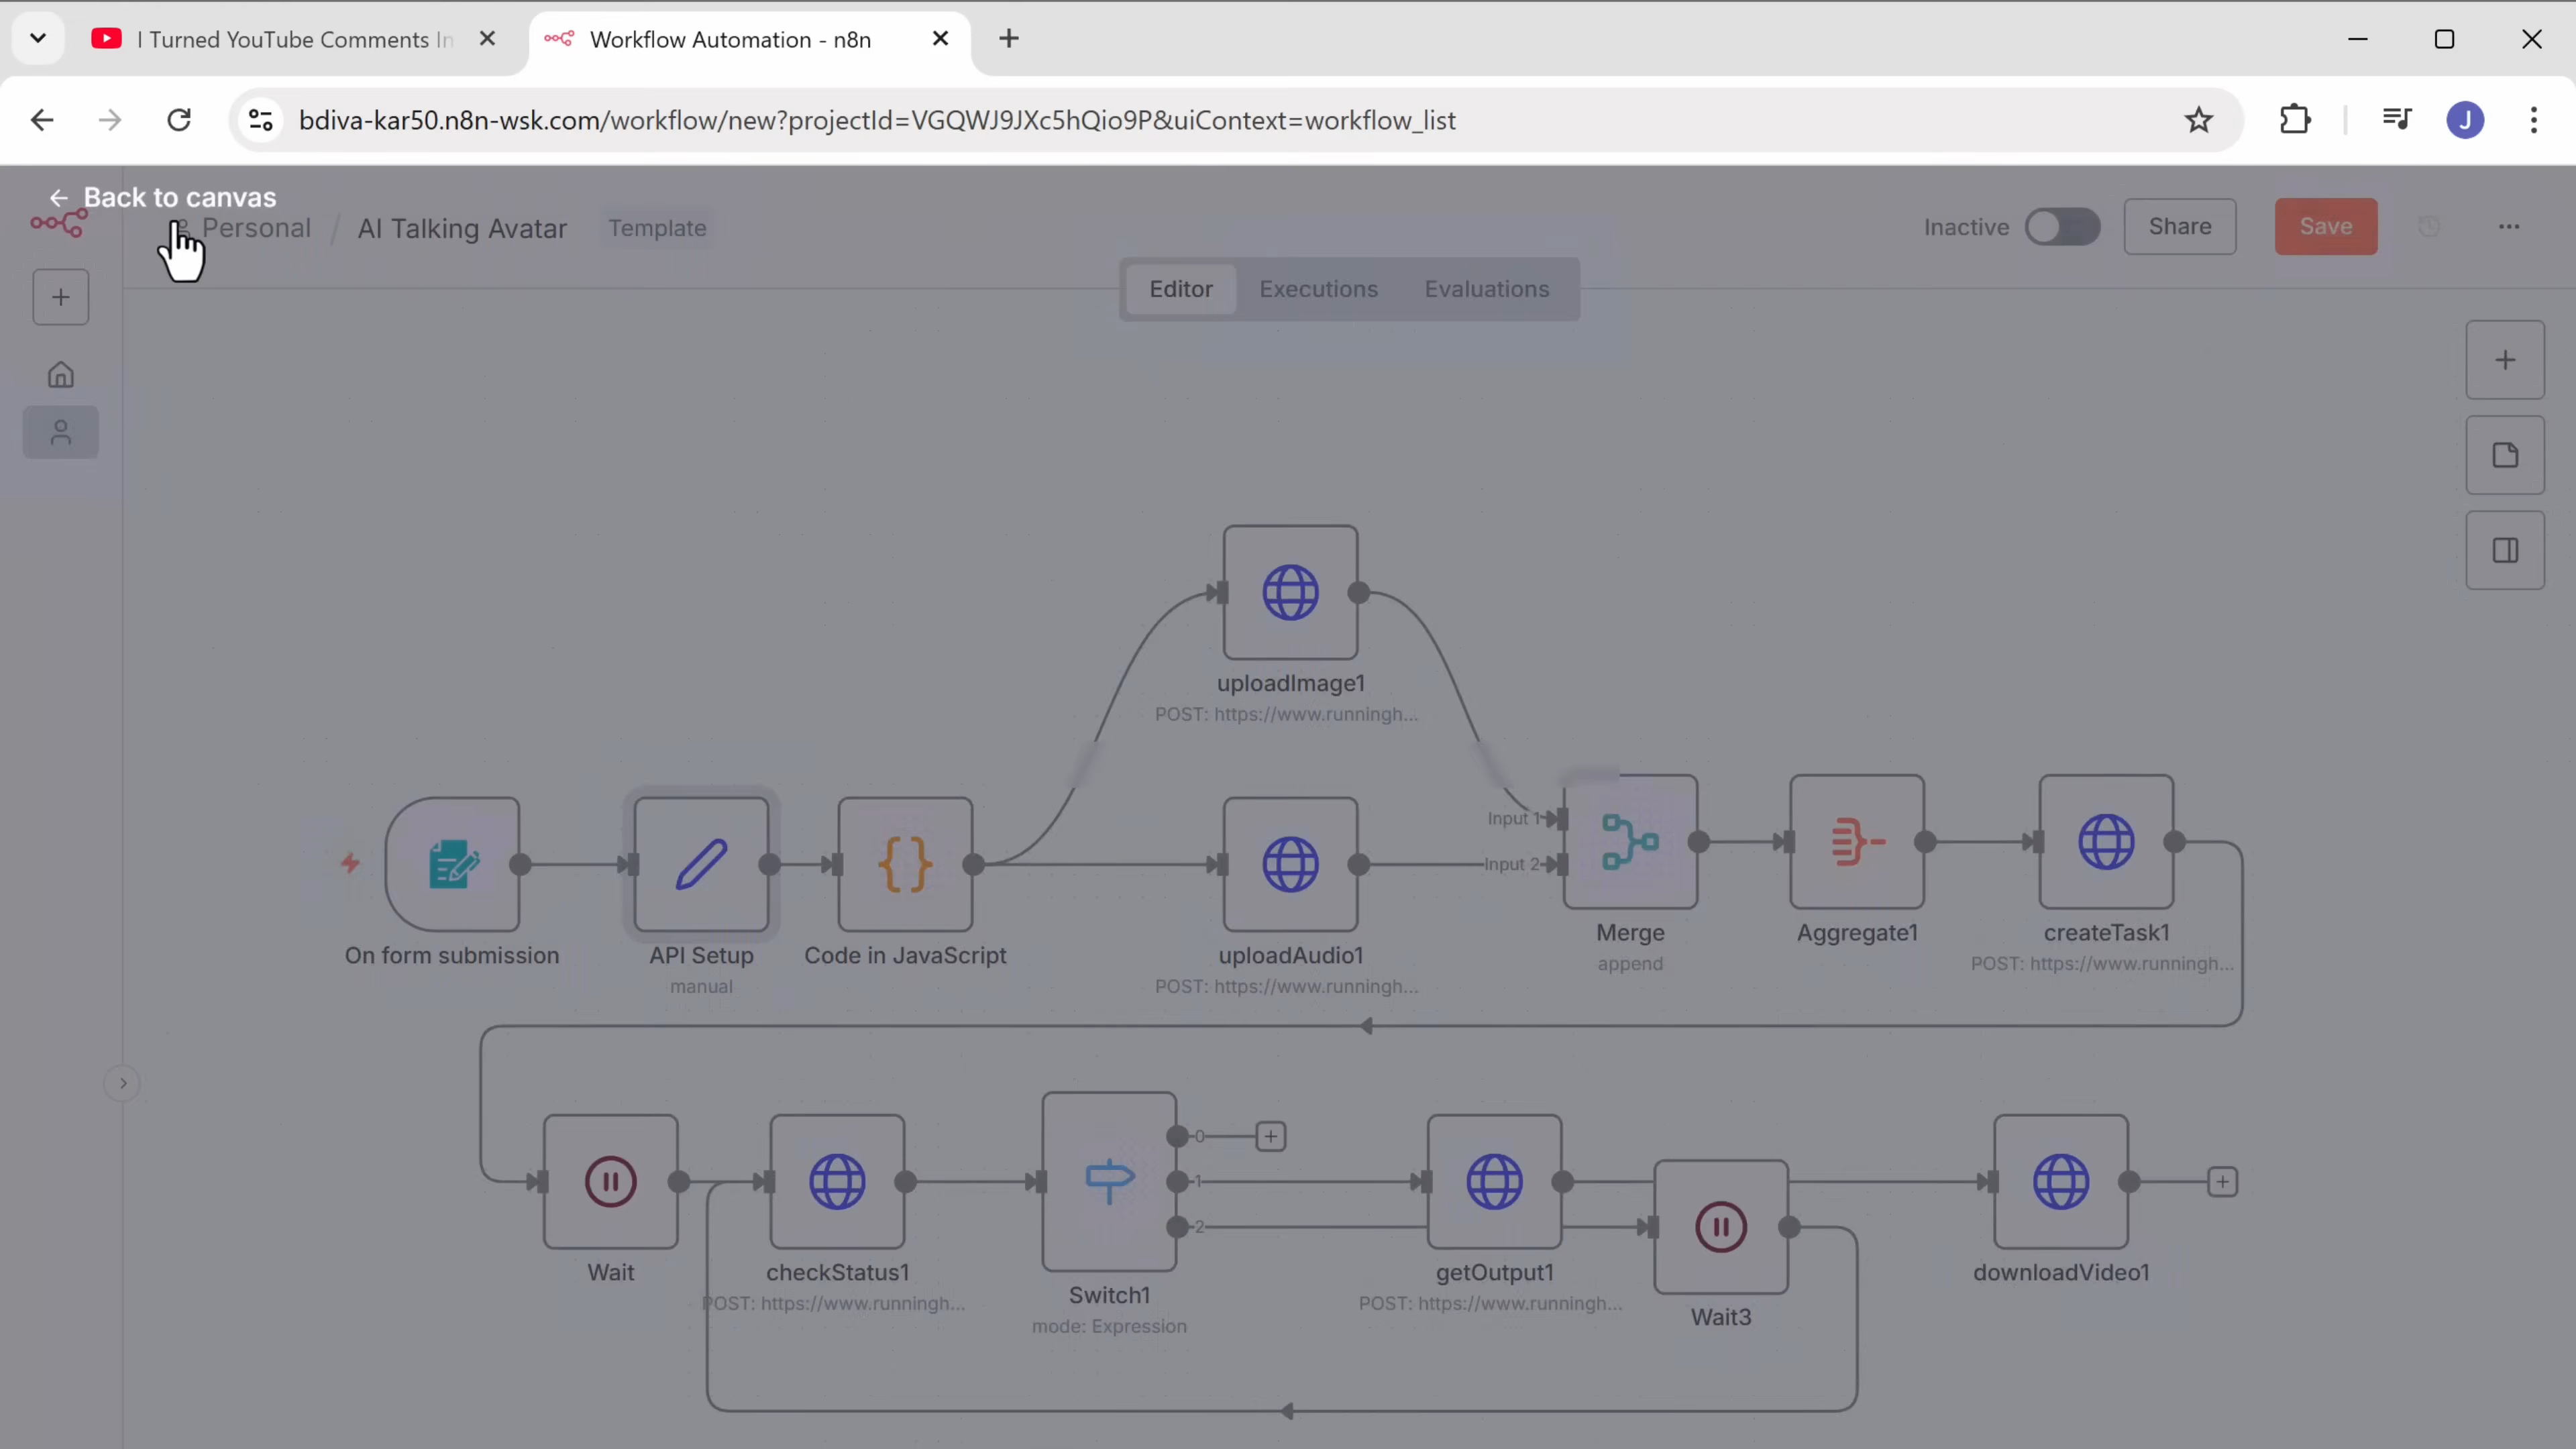 I Turned YouTube Comments In
Workflow Automation - n8n
bdiva-kar50.n8n-wsk.com/workflow/new?projectId=VGQWJ9JXc5hQio9P&uiContext=workflow_list
J
Back to canvas
Personal / AI Talking Avatar
Template
Inactive
Share
Save
Editor
Executions
Evaluations
uploadImage1
POST: https://www.runningh...
Input 1
Input 2
On form submission
API Setup
manual
Code in JavaScript
uploadAudio1
POST: https://www.runningh...
Merge
append
Aggregate1
createTask1
POST: https://www.runningh...
0
1
2
Wait
checkStatus1
POST: https://www.runningh...
Switch1
mode: Expression
getOutput1
POST: https://www.runningh...
Wait3
downloadVideo1